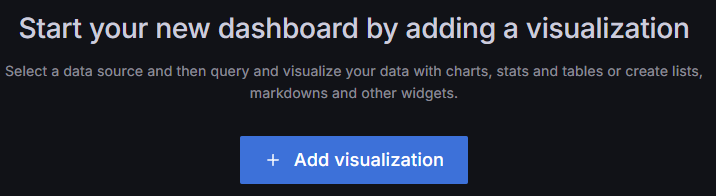 Start your new dashboard by adding a visualization
Select a data source and then query and visualize your data with charts, stats and tables or create lists,
markdowns and other widgets.
+ Add visualization